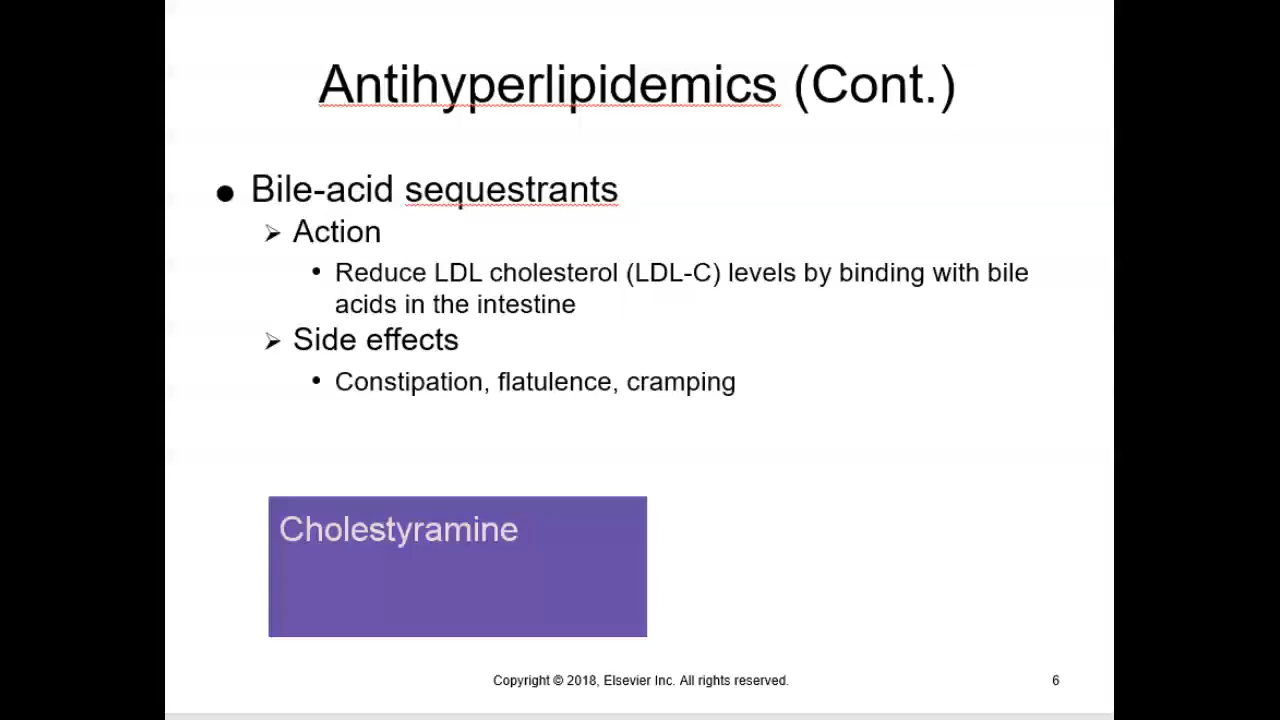 Antihyperlipidemics (Cont.)
● Bile-acid sequestrants
➢ Action
• Reduce LDL cholesterol (LDL-C) levels by binding with bile
acids in the intestine
➢ Side effects
• Constipation, flatulence, cramping
Cholestyramine
Copyright © 2018, Elsevier Inc. All rights reserved.
6